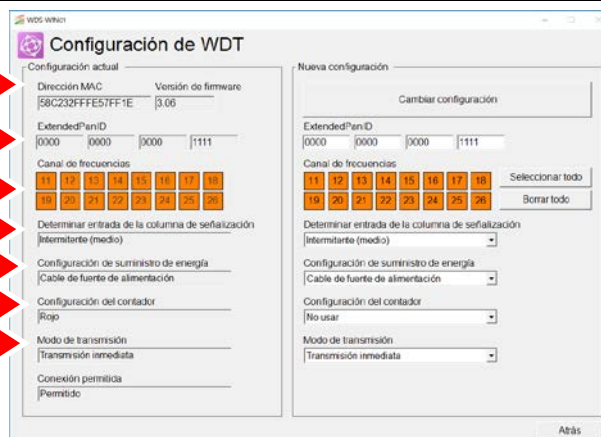 WDS-WIN01
Configuración de WDT
Configuración actual
Dirección MAC Versión de firmware
58C232FFFE57FF1E 3.06
ExtendedPanID
0000 0000 0000 1111
Canal de frecuencias
11 12 13 14 15 16 17 18
19 20 21 22 23 24 25 26
Determinar entrada de la columna de señalización
Intermitente (medio)
Configuración de suministro de energía
Cable de fuente de alimentación
Configuración del contador
Rojo
Modo de transmisión
Transmisión inmediata
Conexión permitida
Permitido
Nueva configuración
Cambiar configuración
ExtendedPanID
0000 0000 0000 1111
Canal de frecuencias
11 12 13 14 15 16 17 18 Seleccionar todo
19 20 21 22 23 24 25 26 Borrar todo
Determinar entrada de la columna de señalización
Intermitente (medio)
Configuración de suministro de energía
Cable de fuente de alimentación
Configuración del contador
No usar
Modo de transmisión
Transmisión inmediata
Atrás